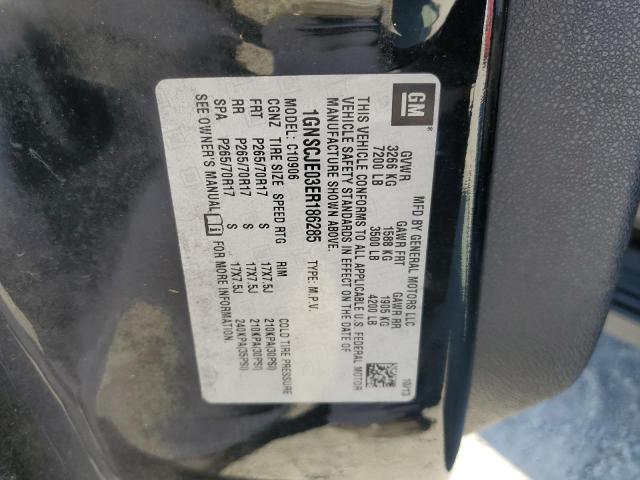 GM
®
MFD BY GENERAL MOTORS LLC
10/13
GVWR GAWR FRT GAWR RR
3266 KG 1588 KG 1905 KG
7200 LB 3500 LB 4200 LB
THIS VEHICLE CONFORMS TO ALL APPLICABLE U.S. FEDERAL MOTOR
VEHICLE SAFETY STANDARDS IN EFFECT ON THE DATE OF
MANUFACTURE SHOWN ABOVE.
1GNSCJE03ER186285 TYPE: M.P.V.
MODEL: C10906
CGNZ TIRE SIZE SPEED RTG RIM COLD TIRE PRESSURE
FRT P265/70R17 S 17X7.5J 210KPA(30PSI)
RR P265/70R17 S 17X7.5J 210KPA(30PSI)
SPA P265/70R17 S 17X7.5J 240KPA(35PSI)
SEE OWNER'S MANUAL FOR MORE INFORMATION.